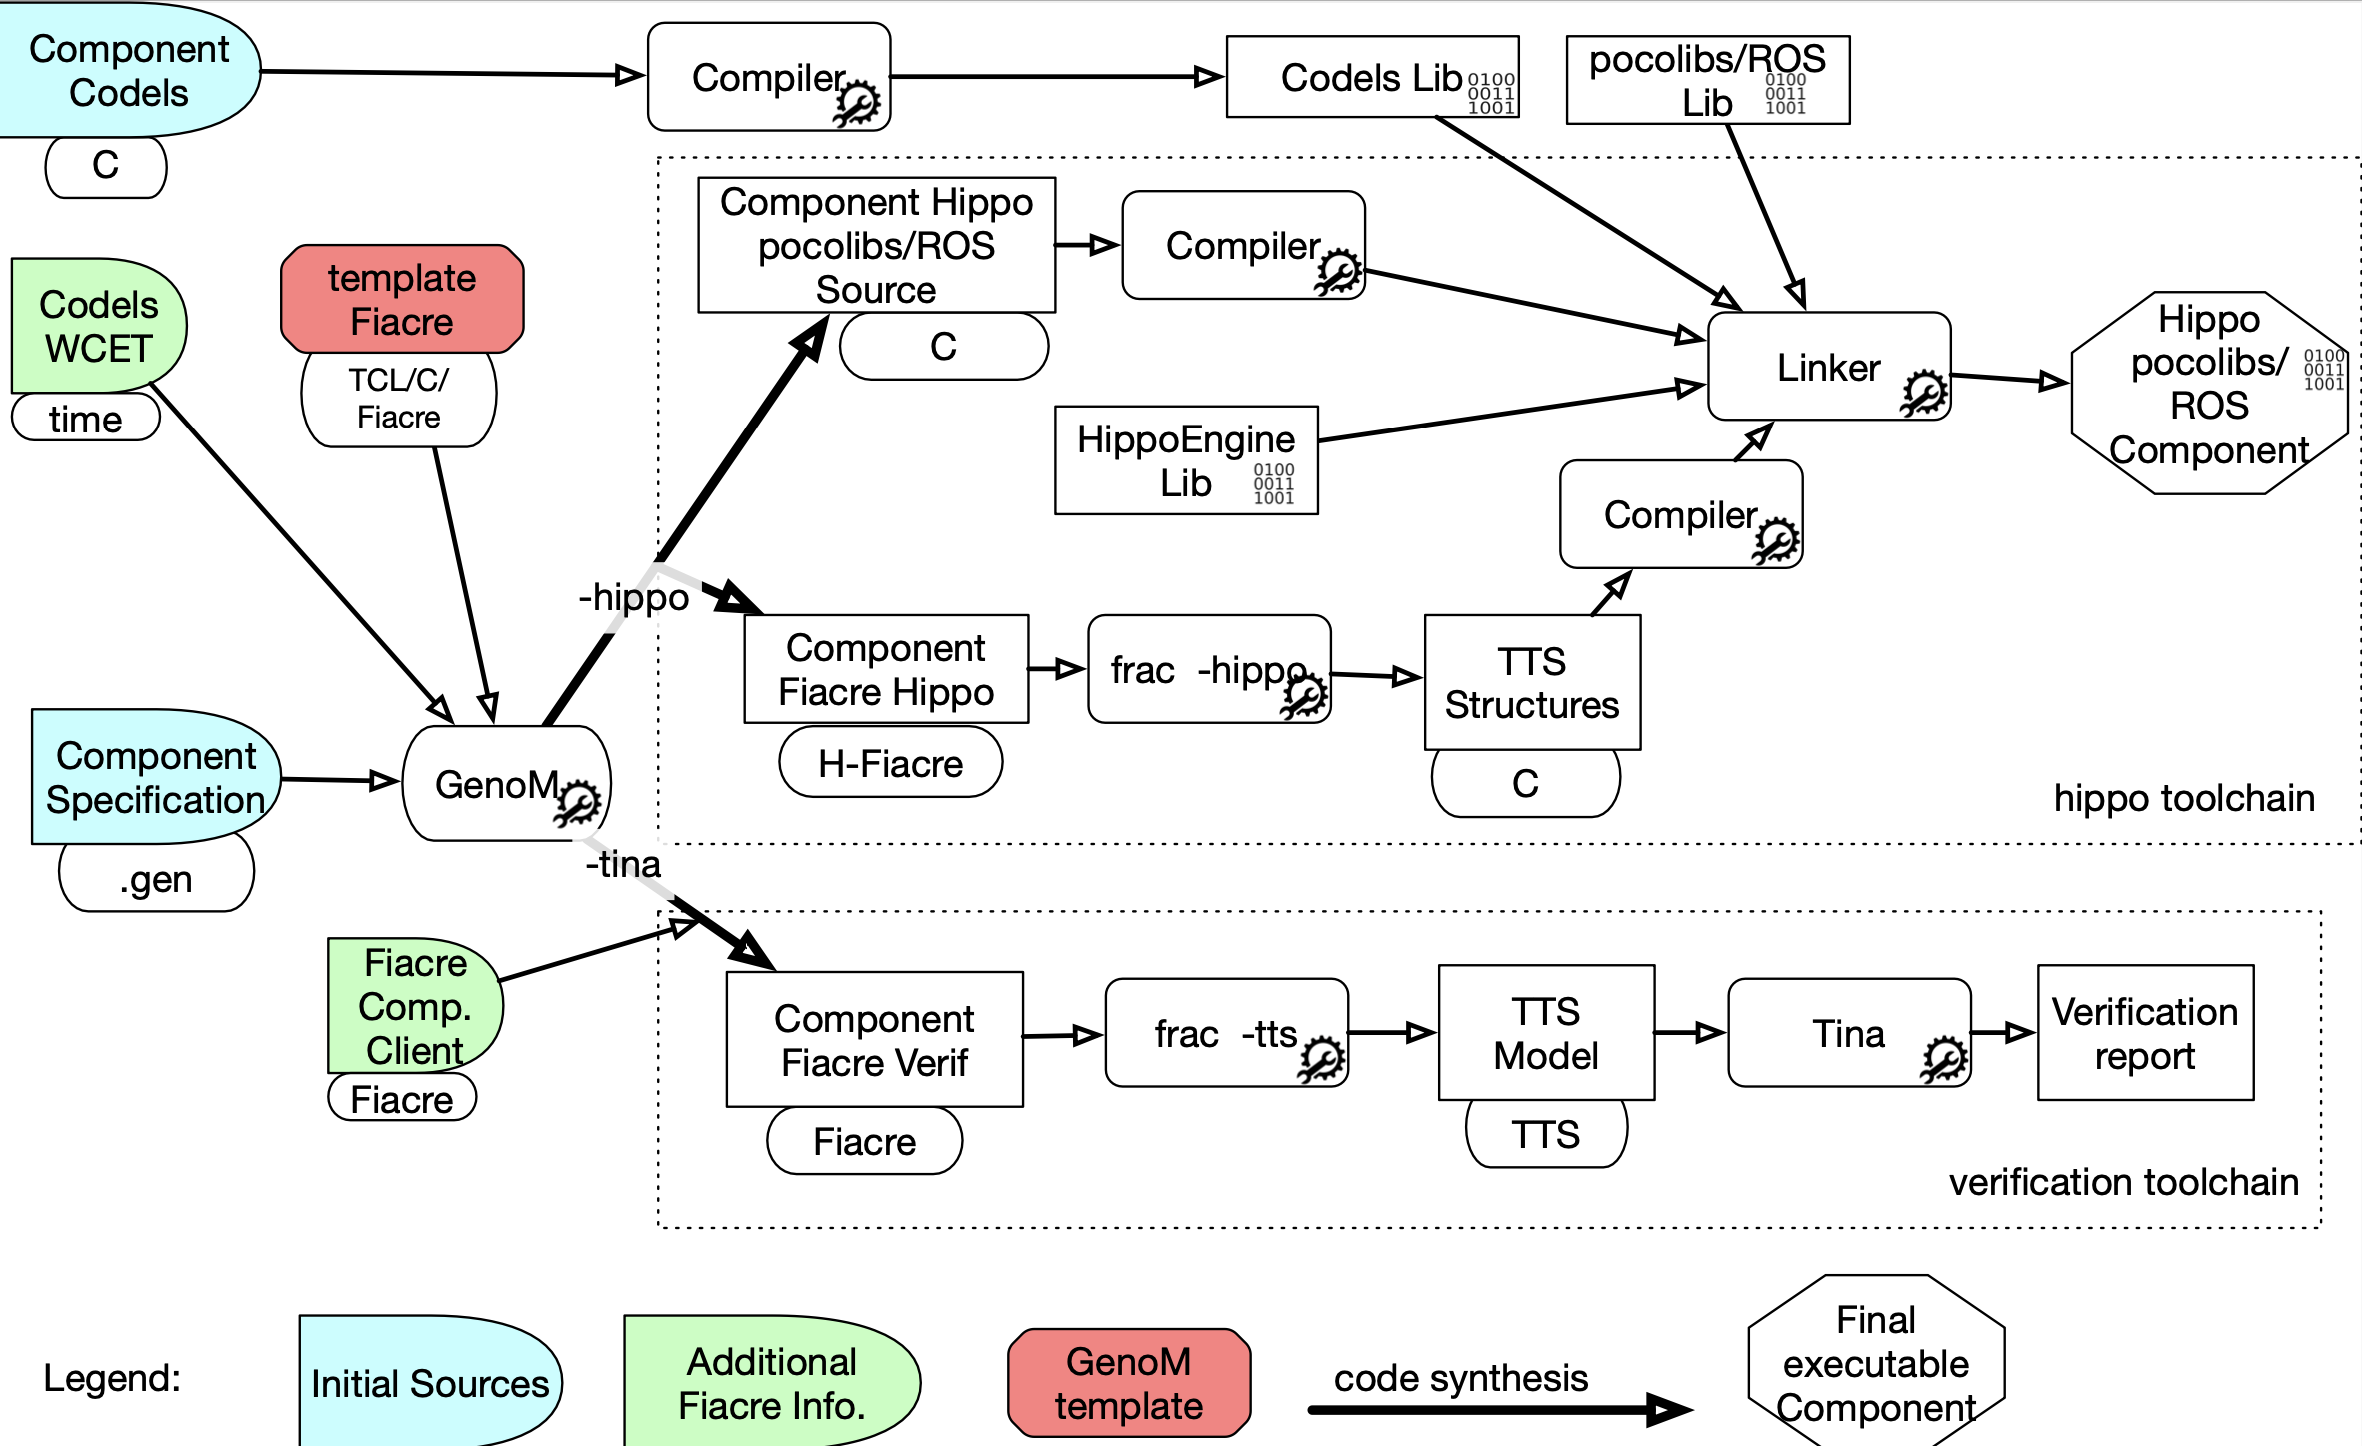 Component
Codels
C
Compiler
Codels Lib
0100
0011
1001
pocolibs/ROS
Lib
0100
0011
1001
Codels
WCET
time
template
Fiacre
TCL/C/
Fiacre
Component Hippo
pocolibs/ROS
Source
C
Compiler
HippoEngine
Lib
0100
0011
1001
Linker
Hippo
pocolibs/
ROS
Component
0100
0011
1001
Compiler
-hippo
Component
Fiacre Hippo
H-Fiacre
frac -hippo
TTS
Structures
C
hippo toolchain
Component
Specification
.gen
GenoM
-tina
Fiacre
Comp.
Client
Fiacre
Component
Fiacre Verif
Fiacre
frac -tts
TTS
Model
TTS
Tina
Verification
report
verification toolchain
Legend:
Initial Sources
Additional
Fiacre Info.
GenoM
template
code synthesis
Final
executable
Component